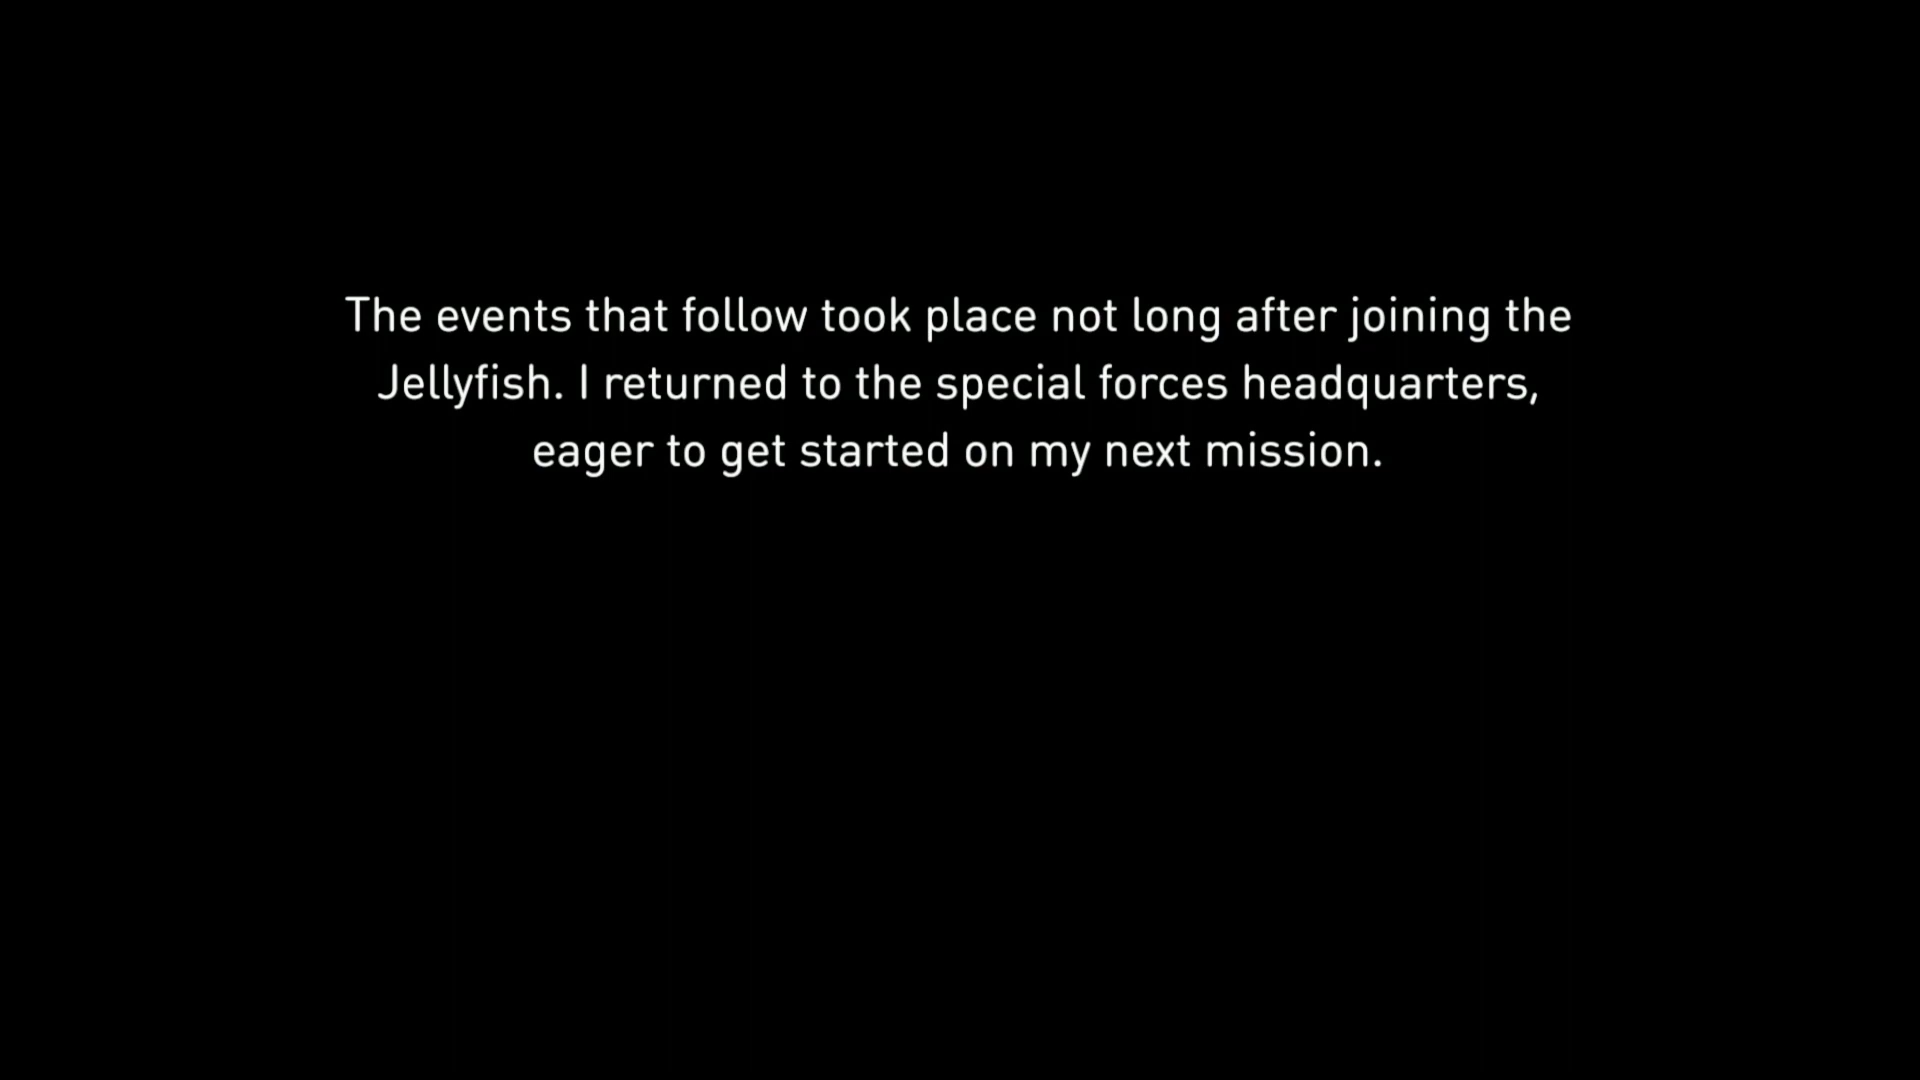 The events that follow took place not long after joining the
Jellyfish. I returned to the special forces headquarters,
eager to get started on my next mission.